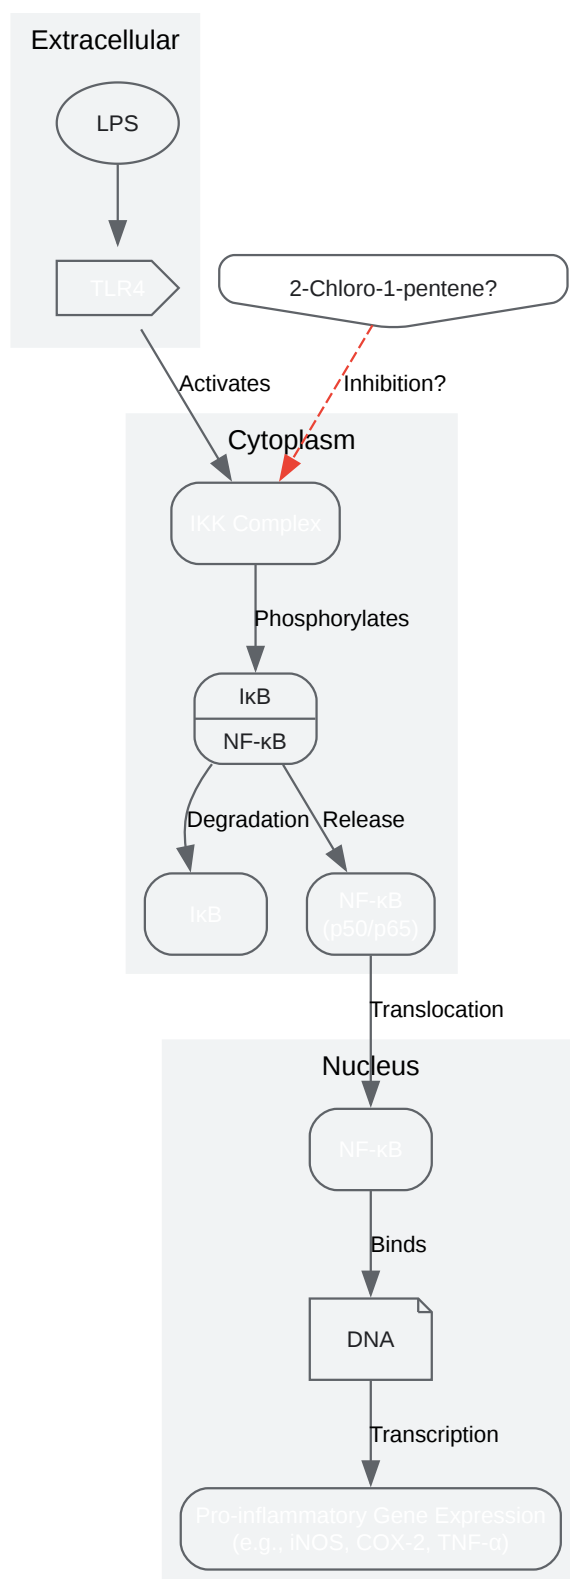 Extracellular
LPS
TLR4
2-Chloro-1-pentene?
Activates
Inhibition?
Cytoplasm
IKK Complex
Phosphorylates
IκB
NF-κB
Degradation
Release
IκB
NF-κB
(p50/p65)
Translocation
Nucleus
NF-κB
Binds
DNA
Transcription
Pro-inflammatory Gene Expression
(e.g., iNOS, COX-2, TNF-α)